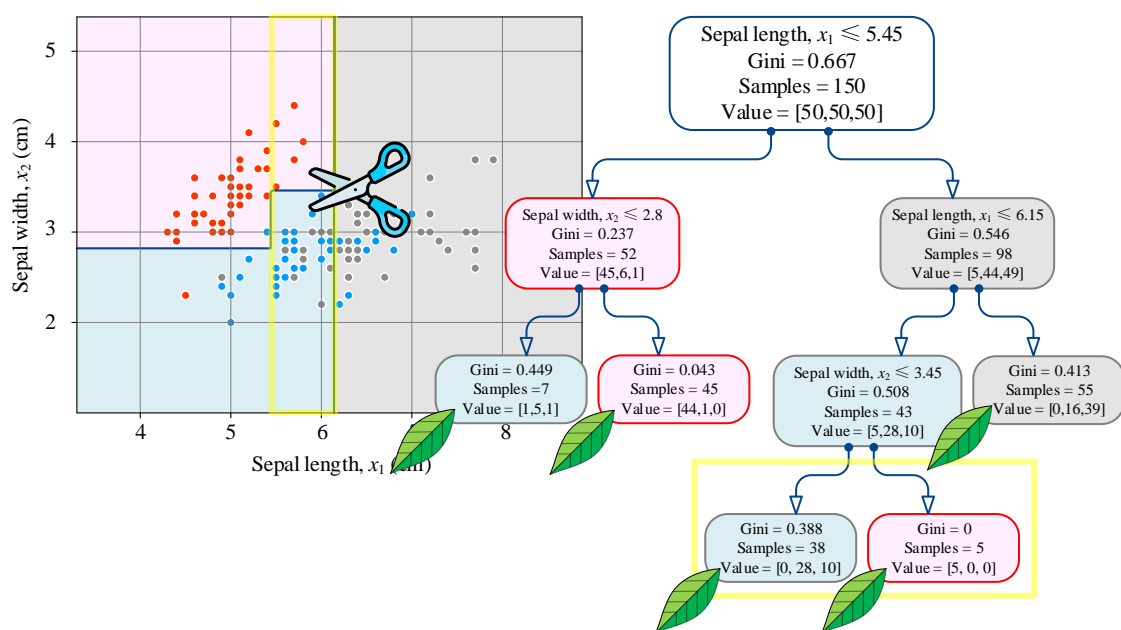 5
4
3
2
4
5
6
7
8
Sepal width, x2 (cm)
Sepal length, x1 (cm)
Sepal length, x1 ⩽ 5.45
Gini = 0.667
Samples = 150
Value = [50,50,50]
Sepal width, x2 ⩽ 2.8
Gini = 0.237
Samples = 52
Value = [45,6,1]
Sepal length, x1 ⩽ 6.15
Gini = 0.546
Samples = 98
Value = [5,44,49]
Gini = 0.449
Samples =7
Value = [1,5,1]
Gini = 0.043
Samples = 45
Value = [44,1,0]
Sepal width, x2 ⩽ 3.45
Gini = 0.508
Samples = 43
Value = [5,28,10]
Gini = 0.413
Samples = 55
Value = [0,16,39]
Gini = 0.388
Samples = 38
Value = [0, 28, 10]
Gini = 0
Samples = 5
Value = [5, 0, 0]